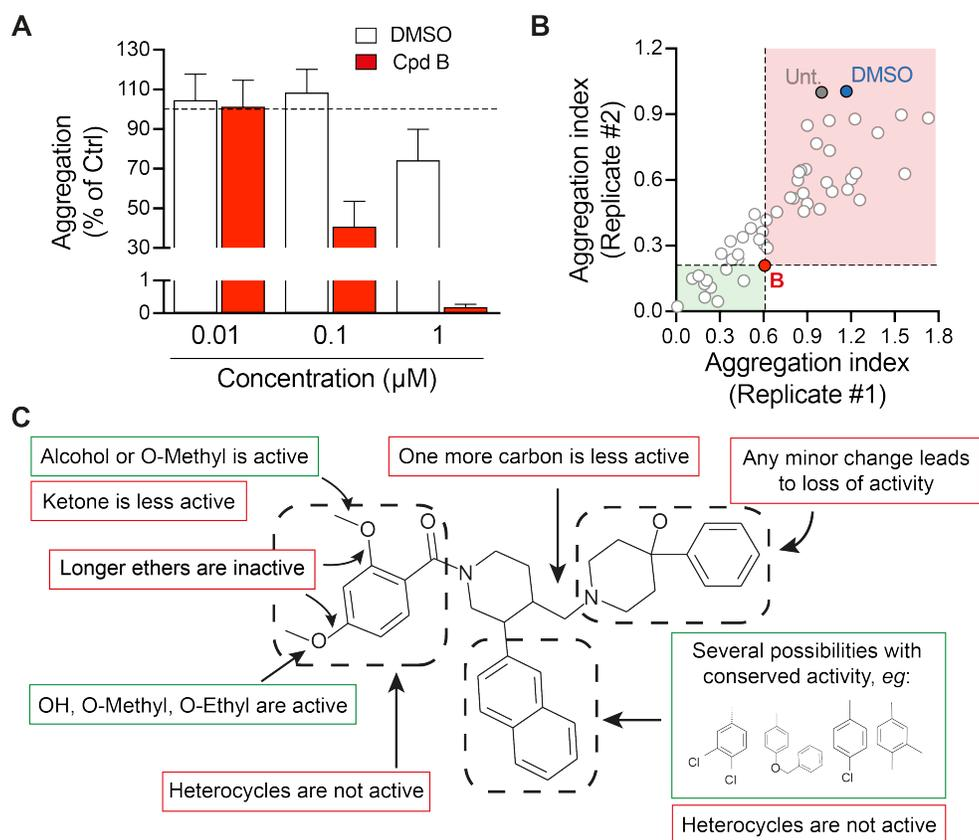 A
DMSO
Cpd B
Aggregation
(% of Ctrl)
130
110
90
70
50
30
1
0
0.01 0.1 1
Concentration (µM)
B
Aggregation index
(Replicate #2)
1.2
0.9
0.6
0.3
0.0
Unt. DMSO
B
0.0 0.3 0.6 0.9 1.2 1.5 1.8
Aggregation index
(Replicate #1)
C
Alcohol or O-Methyl is active
Ketone is less active
Longer ethers are inactive
OH, O-Methyl, O-Ethyl are active
Heterocycles are not active
One more carbon is less active
Any minor change leads
to loss of activity
O
O
O
N
N
O
Several possibilities with
conserved activity, eg:
Cl
Cl
O
Cl
Heterocycles are not active